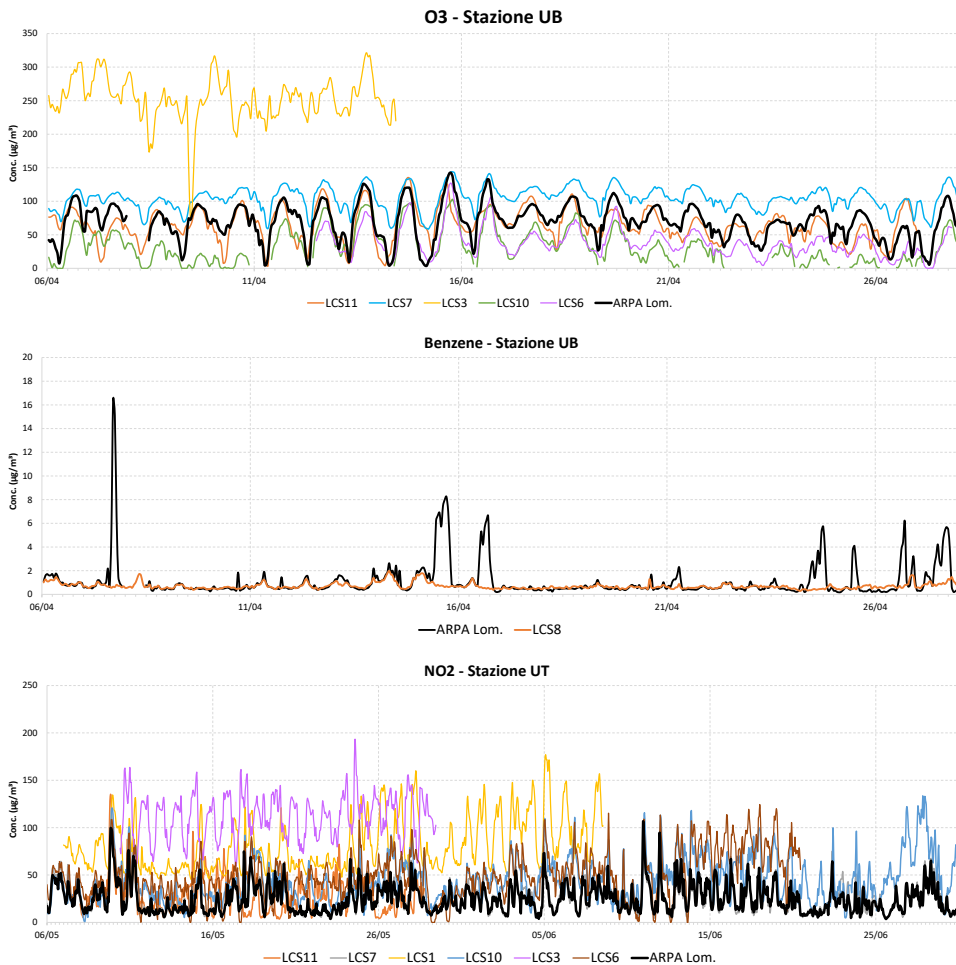 O3 - Stazione UB
Conc. (µg/m³)
350
300
250
200
150
100
50
0
06/04 11/04 16/04 21/04 26/04
LCS11 LCS7 LCS3 LCS10 LCS6 ARPA Lom.
Benzene - Stazione UB
Conc. (µg/m³)
20
18
16
14
12
10
8
6
4
2
0
06/04 11/04 16/04 21/04 26/04
ARPA Lom. LCS8
NO2 - Stazione UT
Conc. (µg/m³)
250
200
150
100
50
0
06/05 16/05 26/05 05/06 15/06 25/06
LCS11 LCS7 LCS1 LCS10 LCS3 LCS6 ARPA Lom.